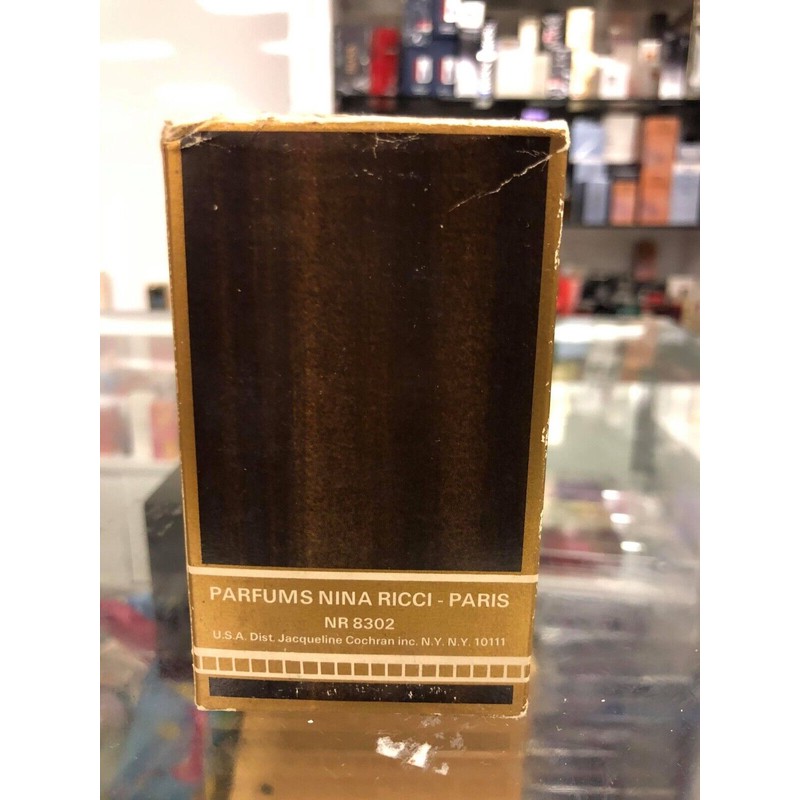 PARFUMS NINA RICCI - PARIS
NR 8302
U.S.A. Dist. Jacqueline Cochran inc. N.Y. N.Y. 10111